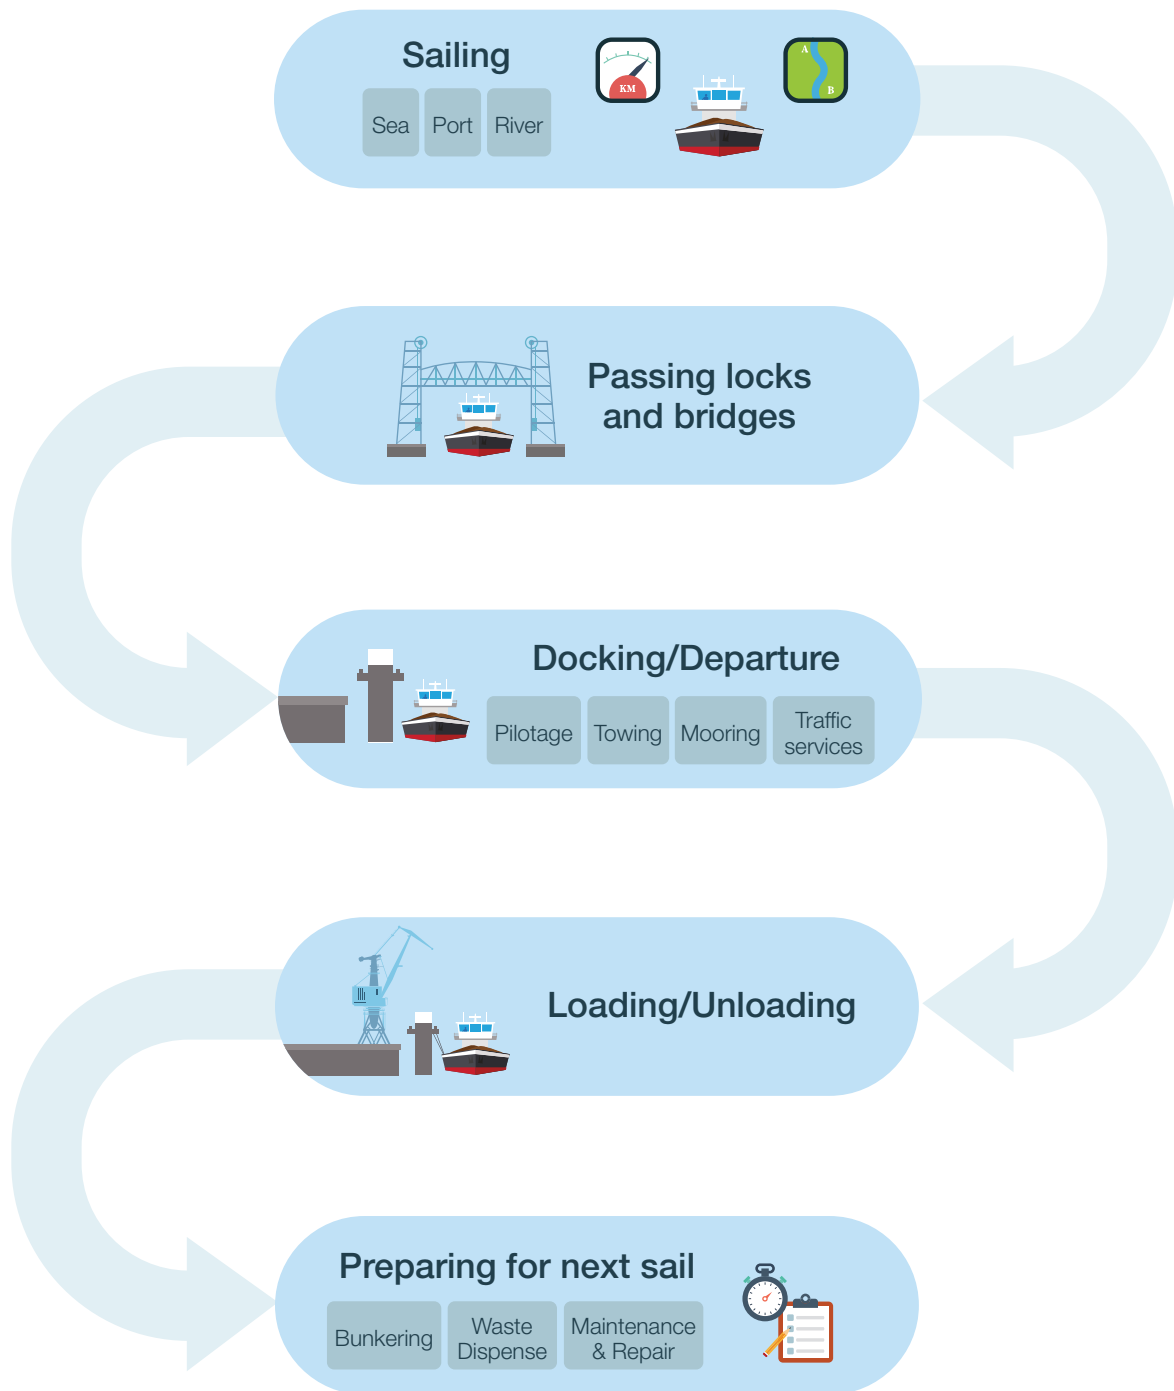 Sailing
Sea
Port
River
KM
A
B
Passing locks
and bridges
Docking/Departure
Pilotage
Towing
Mooring
Traffic
services
Loading/Unloading
Preparing for next sail
Bunkering
Waste
Dispense
Maintenance
& Repair